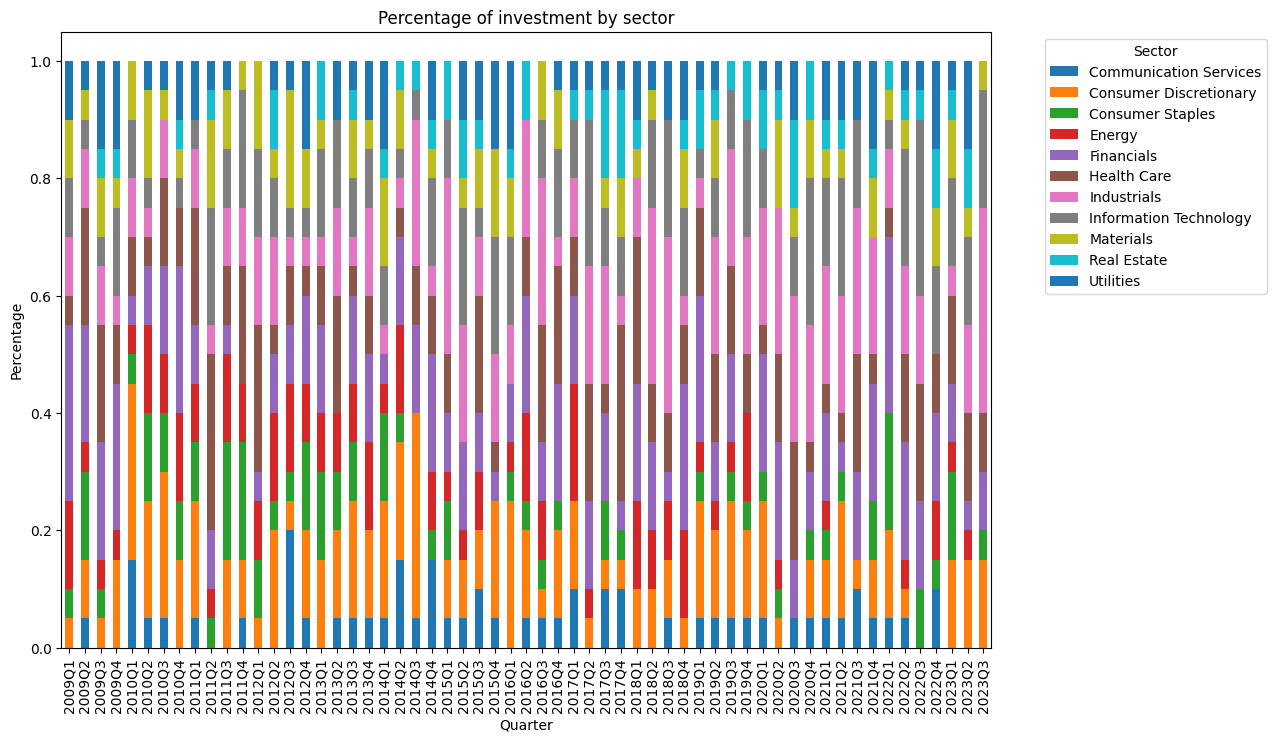 Percentage of investment by sector
Percentage
1.0
0.8
0.6
0.4
0.2
0.0
2009Q1
2009Q2
2009Q3
2009Q4
2010Q1
2010Q2
2010Q3
2010Q4
2011Q1
2011Q2
2011Q3
2011Q4
2012Q1
2012Q2
2012Q3
2012Q4
2013Q1
2013Q2
2013Q3
2013Q4
2014Q1
2014Q2
2014Q3
2014Q4
2015Q1
2015Q2
2015Q3
2015Q4
2016Q1
2016Q2
2016Q3
2016Q4
2017Q1
2017Q2
2017Q3
2017Q4
2018Q1
2018Q2
2018Q3
2018Q4
2019Q1
2019Q2
2019Q3
2019Q4
2020Q1
2020Q2
2020Q3
2020Q4
2021Q1
2021Q2
2021Q3
2021Q4
2022Q1
2022Q2
2022Q3
2022Q4
2023Q1
2023Q2
2023Q3
Quarter
Sector
Communication Services
Consumer Discretionary
Consumer Staples
Energy
Financials
Health Care
Industrials
Information Technology
Materials
Real Estate
Utilities